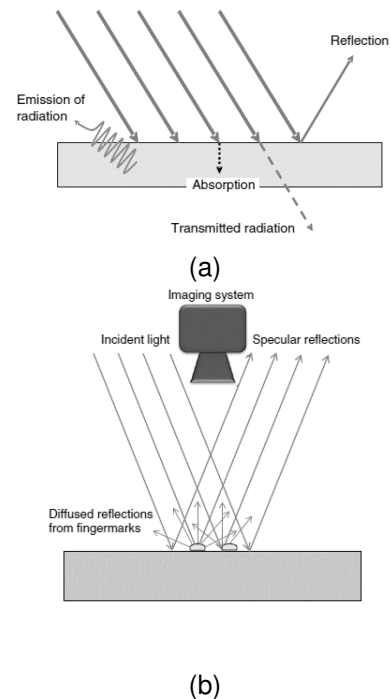 Reflection
Emission of
radiation
Absorption
Transmitted radiation
(a)
Imaging system
Incident light
Specular reflections
Diffused reflections
from fingermarks
(b)